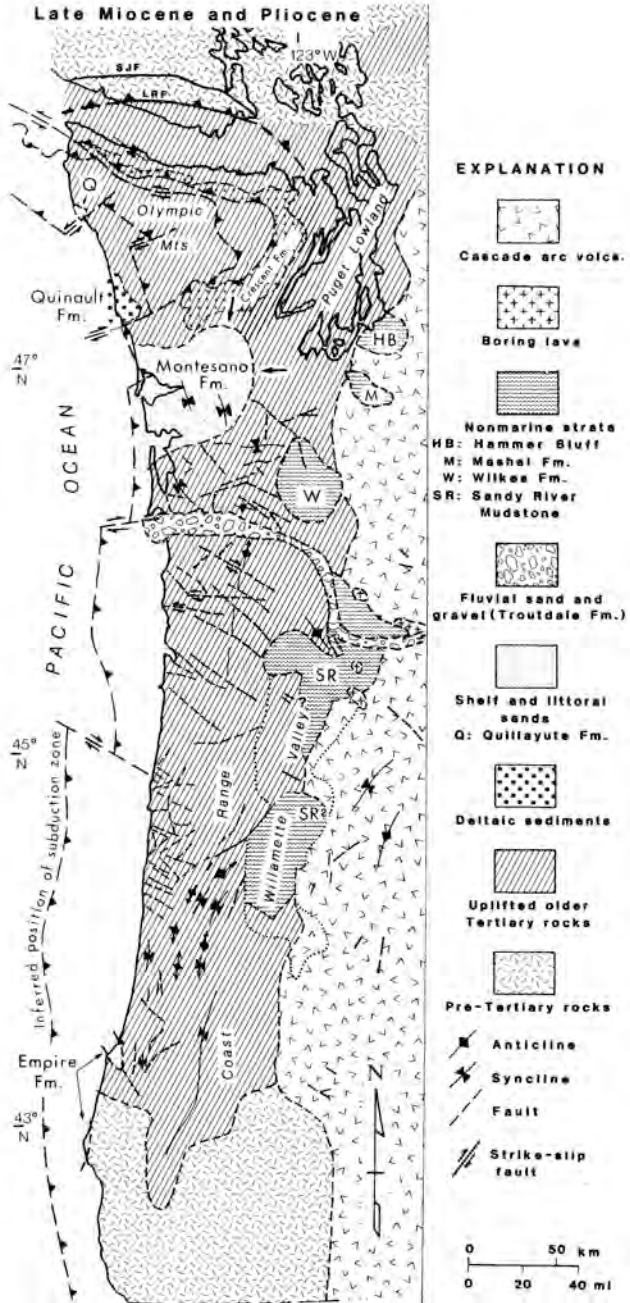 Late Miocene and Pliocene
123° W
SJF
LRF
Q
Olympic
Mts
Crescent Fm.
Puget Lowland
Quinault
Fm.
HB
47°
N
Montesano
Fm.
M
OCEAN
W
PACIFIC
SR
45°
N
Valley
Range
SR?
Willamette
Inferred Position of subduction zone
Empire
Fm.
Coast
N
43°
N
EXPLANATION
Cascade arc volcs.
Boring lava
Nonmarine strata
HB: Hammer Bluff
M: Mashel Fm.
W: Wilkes Fm.
SR: Sandy River
Mudstone
Fluvial sand and
gravel (Troutdale Fm.)
Shelf and littoral
sands
Q: Quillayute Fm.
Deltaic sediments
Uplifted older
Tertiary rocks
Pre-Tertiary rocks
Anticline
Syncline
Fault
Strike-slip
fault
0 50 km
0 20 40 mi